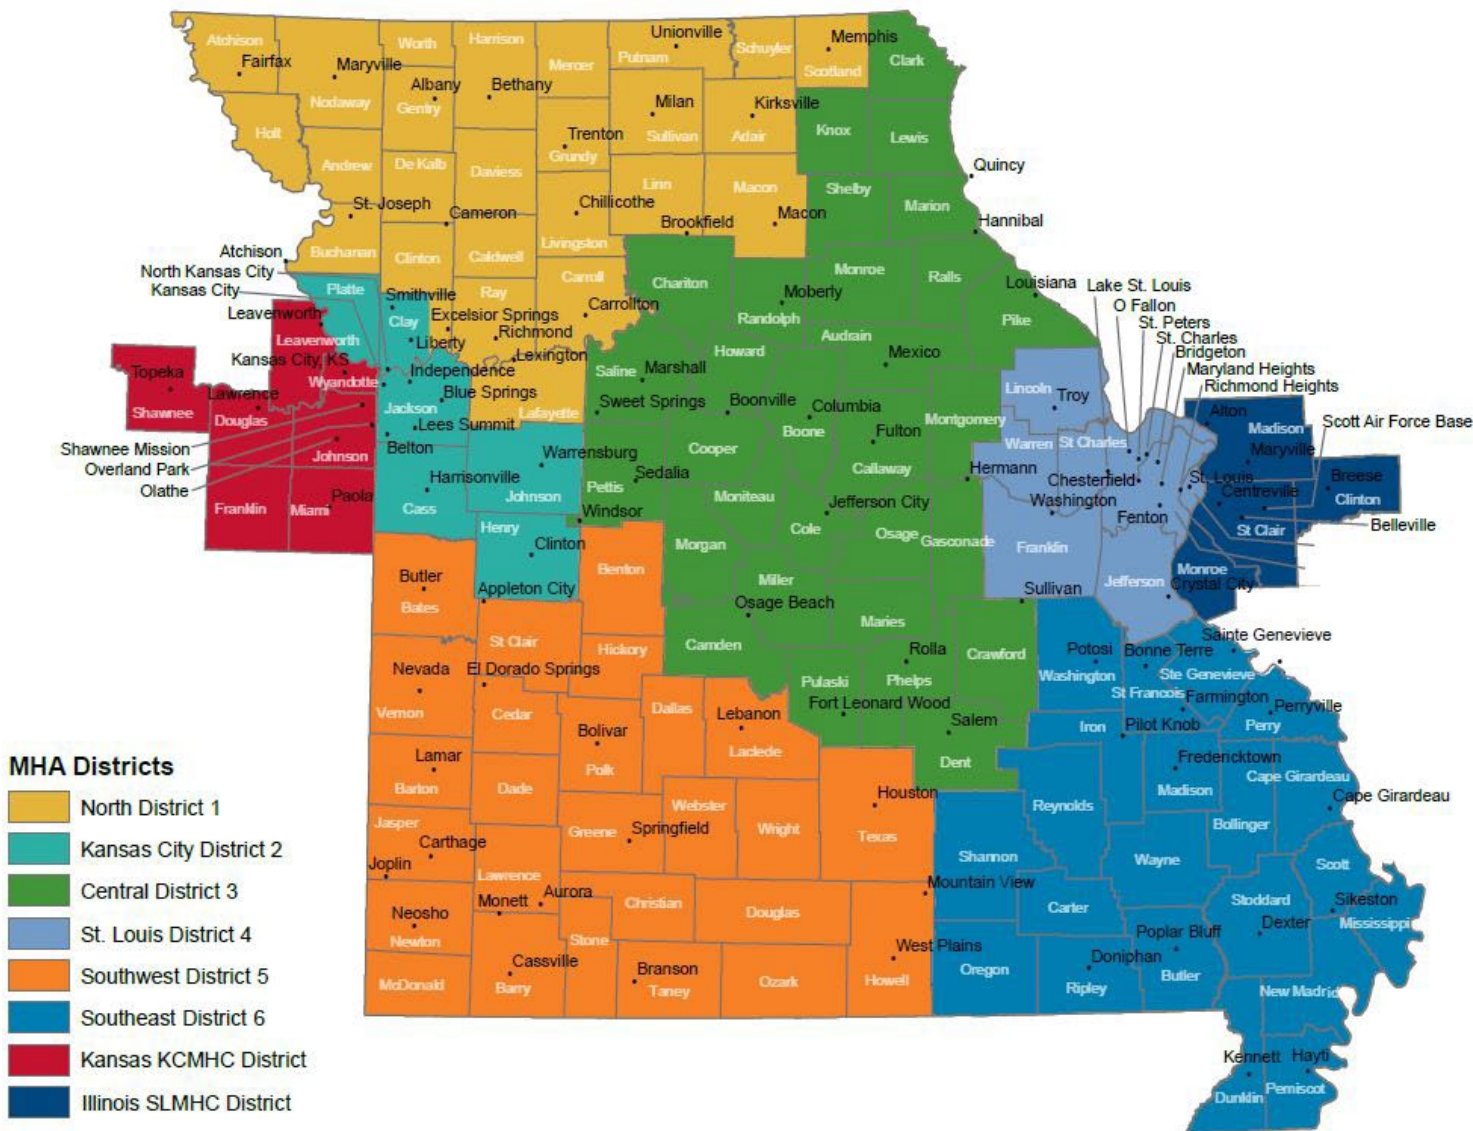 Atchison
Fairfax
Maryville
Nodaway
Worth
Albany
Gentry
Harrison
Bethany
Mercer
Unionville
Putnam
Schuyler
Memphis
Scotland
Clark
Holt
Andrew
De Kalb
Daviess
Trenton
Grundy
Milan
Sullivan
Kirksville
Adair
Knox
Lewis
Quincy
St. Joseph
Buchanan
Cameron
Clinton
Caldwell
Chillicothe
Livingston
Linn
Brookfield
Macon
Macon
Shelby
Marion
Hannibal
Atchison
North Kansas City
Kansas City
Leavenworth
Leavenworth
Platte
Smithville
Clay
Liberty
Ray
Excelsior Springs
Richmond
Lexington
Carroll
Carrollton
Chariton
Moberly
Randolph
Monroe
Ralls
Louisiana
Pike
Lake St. Louis
O Fallon
St. Peters
St. Charles
Bridgeton
Maryland Heights
Richmond Heights
Topeka
Shawnee
Kansas City, KS
Wyandotte
Lawrence
Douglas
Independence
Blue Springs
Jackson
Lees Summit
Lafayette
Saline
Marshall
Sweet Springs
Howard
Boonville
Audrain
Mexico
Columbia
Boone
Fulton
Callaway
Montgomery
Lincoln
Troy
Warren
St Charles
Alton
Madison
Maryville
Scott Air Force Base
Shawnee Mission
Overland Park
Olathe
Johnson
Belton
Harrisonville
Cass
Warrensburg
Johnson
Cooper
Sedalia
Pettis
Windsor
Moniteau
Jefferson City
Cole
Hermann
Chesterfield
Washington
Fenton
St. Louis
Centreville
Breese
Clinton
Belleville
St Clair
Franklin
Miami
Paola
Henry
Clinton
Appleton City
Benton
Morgan
Miller
Osage
Gasconade
Franklin
Jefferson
Monroe
Crystal City
Butler
Bates
St Clair
Hickory
Osage Beach
Camden
Maries
Sullivan
Crawford
Rolla
Phelps
Pulaski
Fort Leonard Wood
Salem
Dent
Potosi
Washington
Bonne Terre
Sainte Genevieve
Ste Genevieve
St Francois
Farmington
Perryville
Perry
Nevada
Vernon
El Dorado Springs
Cedar
Bolivar
Polk
Dallas
Lebanon
Laclede
Iron
Pilot Knob
Fredericktown
Madison
Cape Girardeau
Cape Girardeau
Bollinger
Lamar
Barton
Dade
Greene
Springfield
Webster
Wright
Houston
Texas
Shannon
Reynolds
Wayne
Scott
Jasper
Carthage
Joplin
Lawrence
Aurora
Monett
Christian
Douglas
Mountain View
Carter
Stoddard
Dexter
Sikeston
Mississippi
Neosho
Newton
McDonald
Cassville
Barry
Stone
Branson
Taney
Ozark
West Plains
Howell
Oregon
Doniphan
Ripley
Poplar Bluff
Butler
New Madrid
Kennett
Hayti
Dunklin
Pemiscot
MHA Districts
North District 1
Kansas City District 2
Central District 3
St. Louis District 4
Southwest District 5
Southeast District 6
Kansas KCMHC District
Illinois SLMHC District